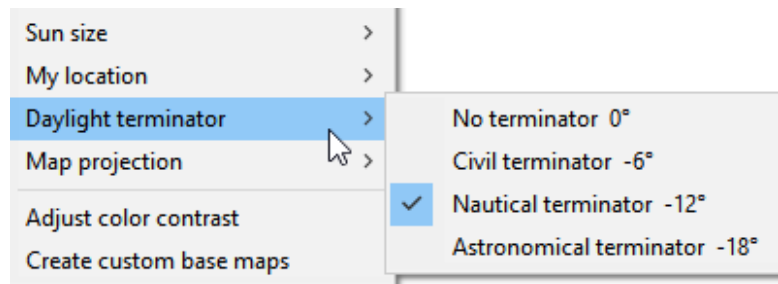 Sun size
My location
Daylight terminator
Map projection
Adjust color contrast
Create custom base maps
No terminator 0°
Civil terminator -6°
Nautical terminator -12°
Astronomical terminator -18°